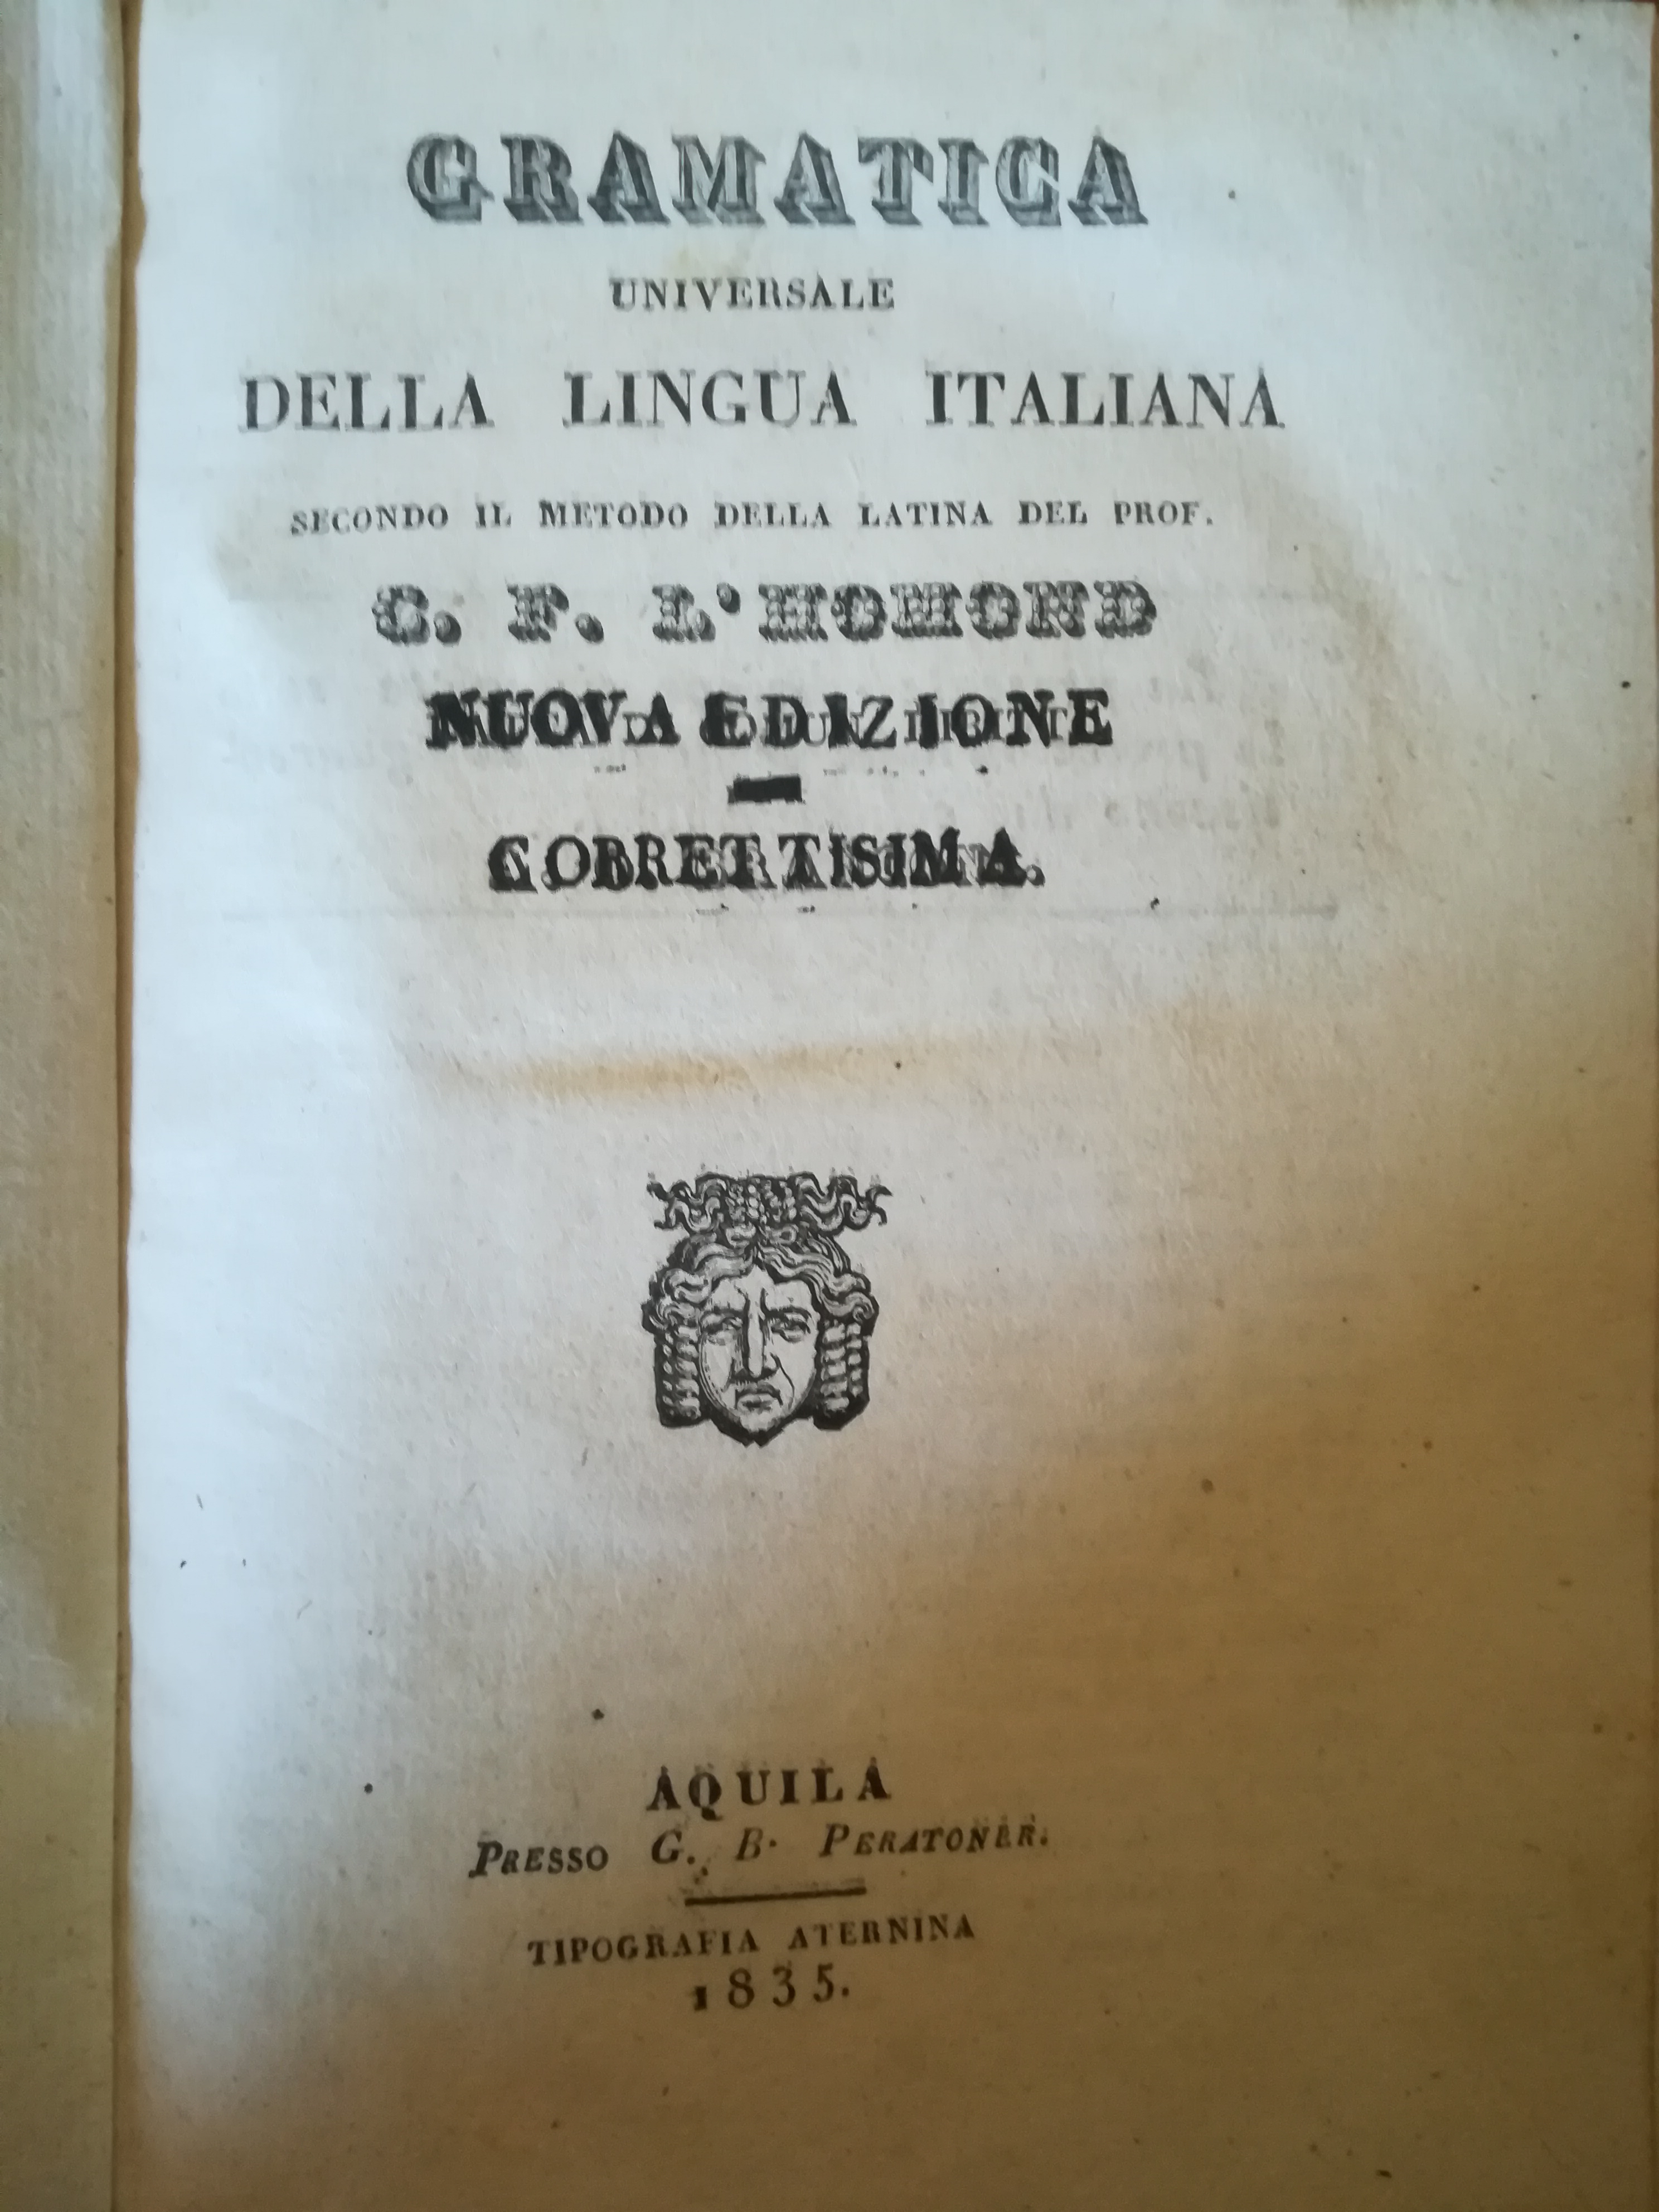 GRAMATICA
UNIVERSALE
DELLA LINGUA ITALIANA
SECONDO IL METODO DELLA LATINA DEL PROF.
C. F. L'HOMOND
NUOVA EDIZIONE
CORRETTISIMA.
AQUILA
PRESSO G. B. PERATONER.
TIPOGRAFIA ATERNINA
1835.